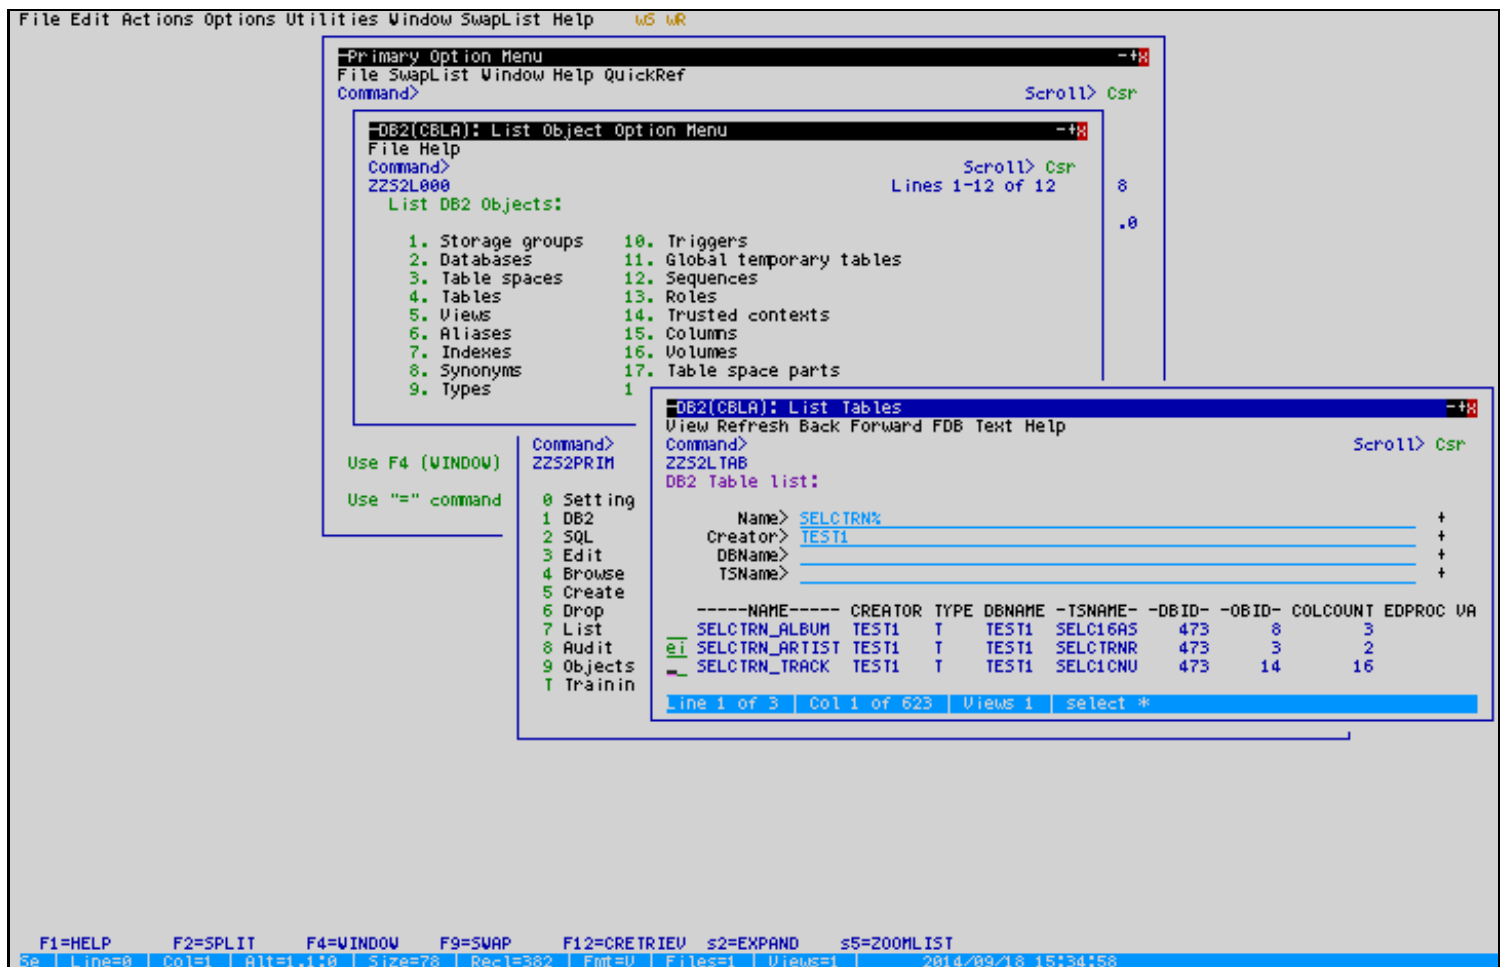 File Edit Actions Options Utilities Window SwapList Help wS wR
-Primary Option Menu -+x
File SwapList Window Help QuickRef
Command> Scroll> Csr
-DB2(CBLA): List Object Option Menu -+x
File Help
Command> Scroll> Csr
ZZS2L000 Lines 1-12 of 12 8
List DB2 Objects:
.0
1. Storage groups 10. Triggers
2. Databases 11. Global temporary tables
3. Table spaces 12. Sequences
4. Tables 13. Roles
5. Views 14. Trusted contexts
6. Aliases 15. Columns
7. Indexes 16. Volumes
8. Synonyms 17. Table space parts
9. Types 1
-DB2(CBLA): List Tables -+x
View Refresh Back Forward FDB Text Help
Command> Scroll> Csr
ZZS2LTAB
DB2 Table list:
Name> SELCTRN% +
Creator> TEST1 +
DBName> +
TSName> +
-----NAME----- CREATOR TYPE DBNAME -TSNAME- -DBID- -OBID- COLCOUNT EDPROC VA
__ SELCTRN_ALBUM TEST1 T TEST1 SELC16AS 473 8 3
ei SELCTRN_ARTIST TEST1 T TEST1 SELCTRNR 473 3 2
__ SELCTRN_TRACK TEST1 T TEST1 SELC1CNU 473 14 16
Line 1 of 3 | Col 1 of 623 | Views 1 | select *
Command>
Use F4 (WINDOW) ZZS2PRIM
Use "=" command 0 Setting
1 DB2
2 SQL
3 Edit
4 Browse
5 Create
6 Drop
7 List
8 Audit
9 Objects
T Trainin
F1=HELP F2=SPLIT F4=WINDOW F9=SWAP F12=CRETRIEV s2=EXPAND s5=ZOOMLIST
Se | Line=0 | Col=1 | Alt=1,1;0 | Size=78 | Recl=382 | Fmt=V | Files=1 | Views=1 | 2014/09/18 15:34:58